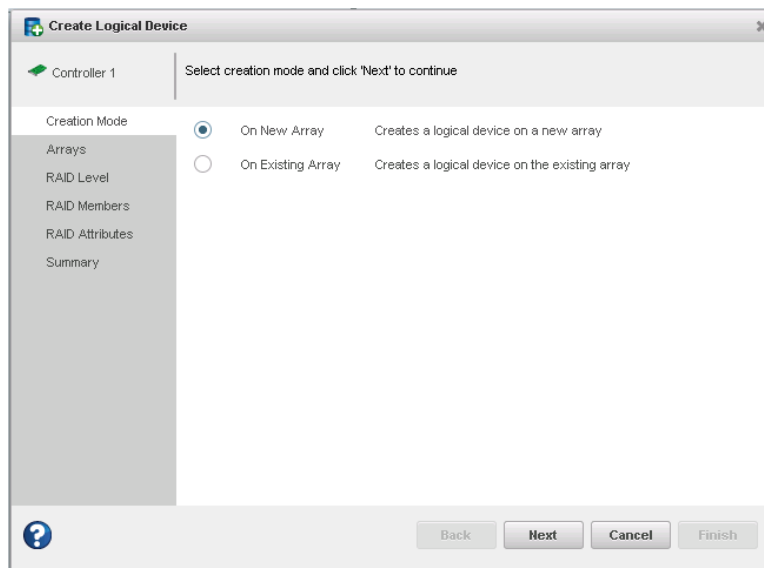 Create Logical Device
Controller 1
Select creation mode and click 'Next' to continue
Creation Mode
Arrays
RAID Level
RAID Members
RAID Attributes
Summary
On New Array Creates a logical device on a new array
On Existing Array Creates a logical device on the existing array
?
Back Next Cancel Finish